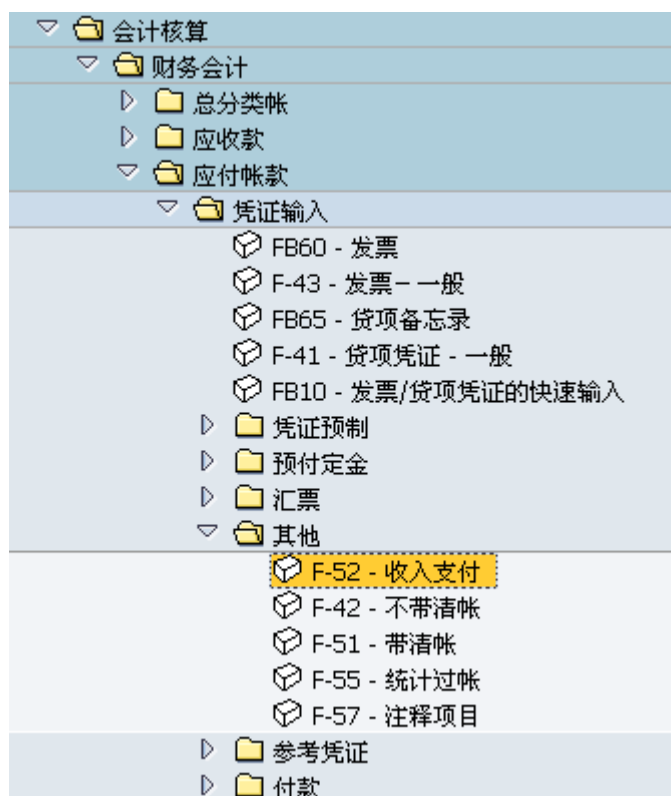 会计核算
财务会计
总分类帐
应收款
应付帐款
凭证输入
FB60 - 发票
F-43 - 发票- 一般
FB65 - 贷项备忘录
F-41 - 贷项凭证 - 一般
FB10 - 发票/贷项凭证的快速输入
凭证预制
预付定金
汇票
其他
F-52 - 收入支付
F-42 - 不带清帐
F-51 - 带清帐
F-55 - 统计过帐
F-57 - 注释项目
参考凭证
付款